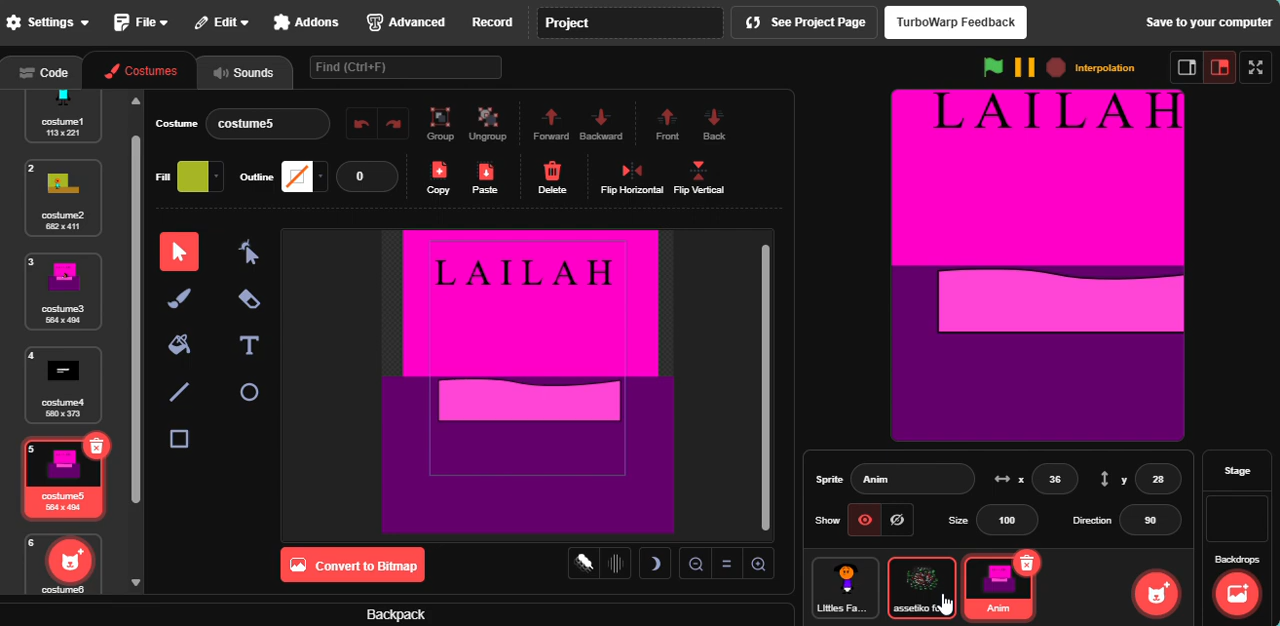 Settings File Edit Addons Advanced Record Project See Project Page TurboWarp Feedback Save to your computer
Code Costumes Sounds Find (Ctrl+F) Interpolation
costume1
113 x 221
2
costume2
682 x 411
3
costume3
564 x 494
4
costume4
580 x 373
5
costume5
564 x 494
6
costume6
Costume costume5 Group Ungroup Forward Backward Front Back
Fill Outline 0 Copy Paste Delete Flip Horizontal Flip Vertical
LAILAH
Convert to Bitmap
Backpack
LAILAH
Sprite Anim x 36 y 28
Show Size 100 Direction 90
LIttles Fa... assetiko Anim
Stage
Backdrops